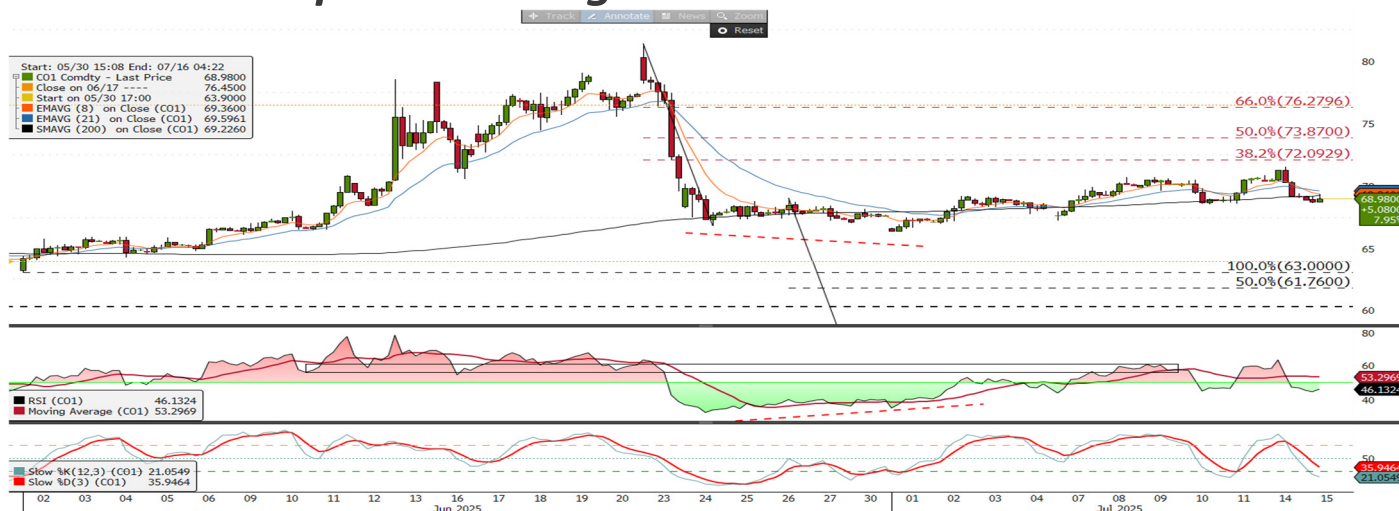 Track Annotate News Zoom
Reset
Start: 05/30 15:08 End: 07/16 04:22
CO1 Comdty - Last Price 68.9800
Close on 06/17 ---- 76.4500
Start on 05/30 17:00 63.9000
EMAVG (8) on Close (CO1) 69.3600
EMAVG (21) on Close (CO1) 69.5961
SMAVG (200) on Close (CO1) 69.2260
80
66.0%(76.2796)
75
50.0%(73.8700)
38.2%(72.0929)
68.9800
+5.0800
7.95
65
100.0%(63.0000)
50.0%(61.7600)
60
80
60
53.2969
46.1324
40
RSI (CO1) 46.1324
Moving Average (CO1) 53.2969
50
35.9464
21.0549
Slow %K(12,3) (CO1) 21.0549
Slow %D(3) (CO1) 35.9464
02 03 04 05 06 09 10 11 12 13 16 17 18 19 20 22 23 24 25 26 27 30 01 02 03 04 07 08 09 10 11 14 15
Jun 2025 Jul 2025